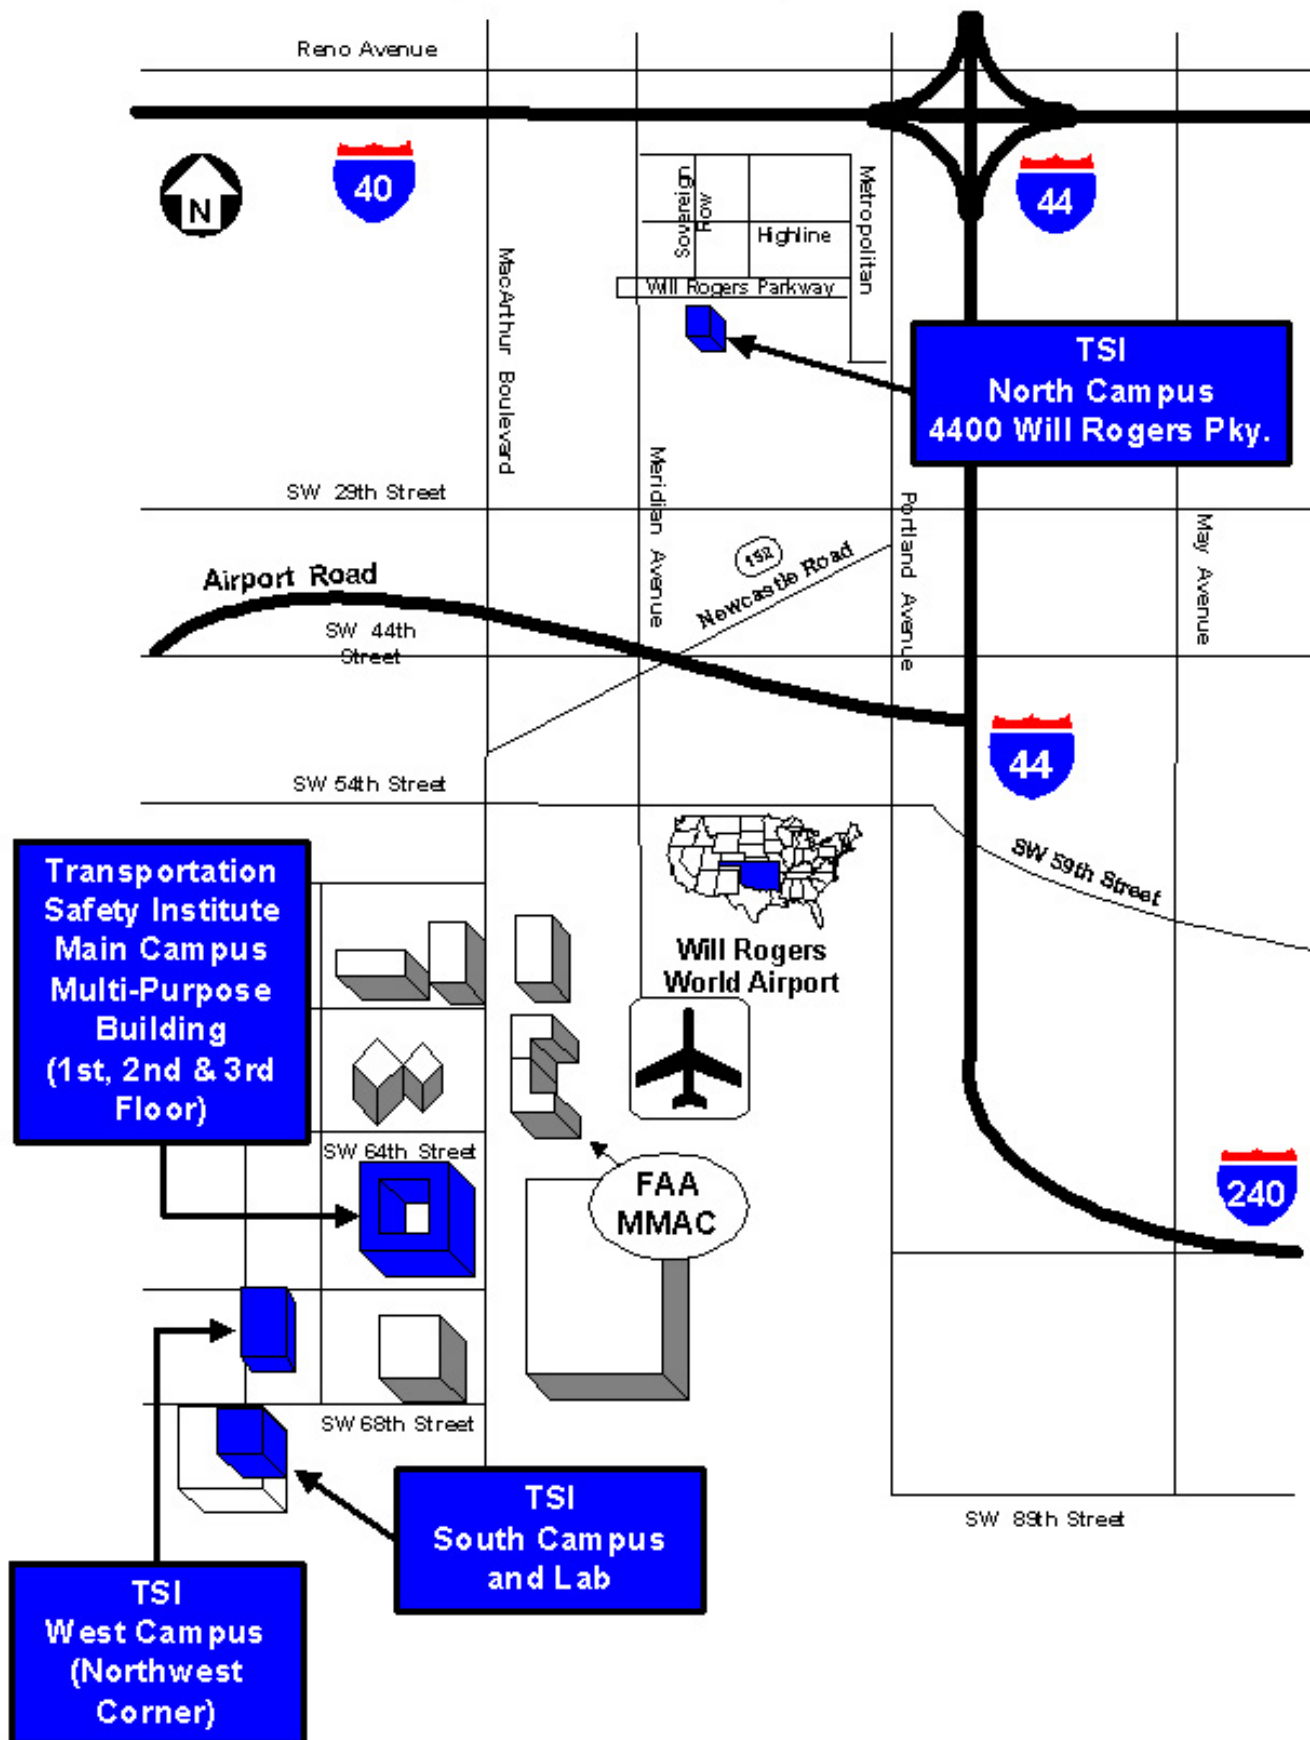 Reno Avenue
N
40
44
Sovereign
Row
Highline
Metropolitan
Will Rogers Parkway
MacArthur Boulevard
TSI
North Campus
4400 Will Rogers Pky.
SW 29th Street
Meridian Avenue
Portland Avenue
May Avenue
152
Newcastle Road
Airport Road
SW 44th
Street
44
SW 54th Street
SW 59th Street
Transportation
Safety Institute
Main Campus
Multi-Purpose
Building
(1st, 2nd & 3rd
Floor)
Will Rogers
World Airport
SW 64th Street
FAA
MMAC
240
SW 68th Street
TSI
South Campus
and Lab
SW 89th Street
TSI
West Campus
(Northwest
Corner)